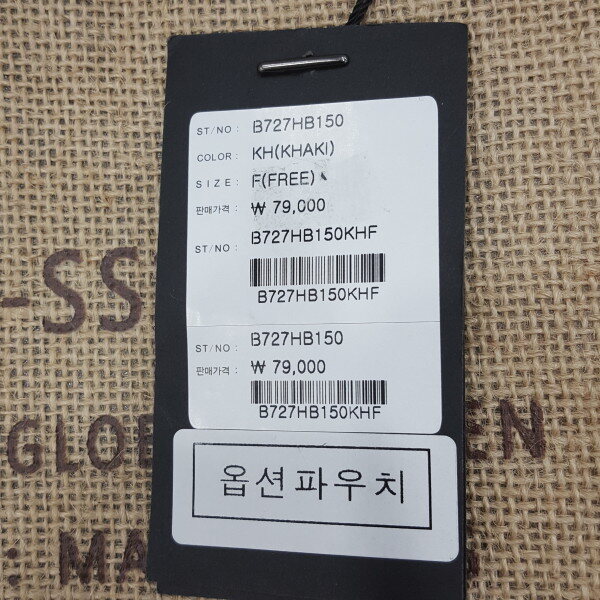 ST/NO : B727HB150
COLOR : KH(KHAKI)
SIZE : F(FREE)
판매가격 : ₩ 79,000
ST/NO : B727HB150KHF
B727HB150KHF
ST/NO : B727HB150
판매가격 : ₩ 79,000
B727HB150KHF
옵션파우치
-SS
GLOB
EN
: MA